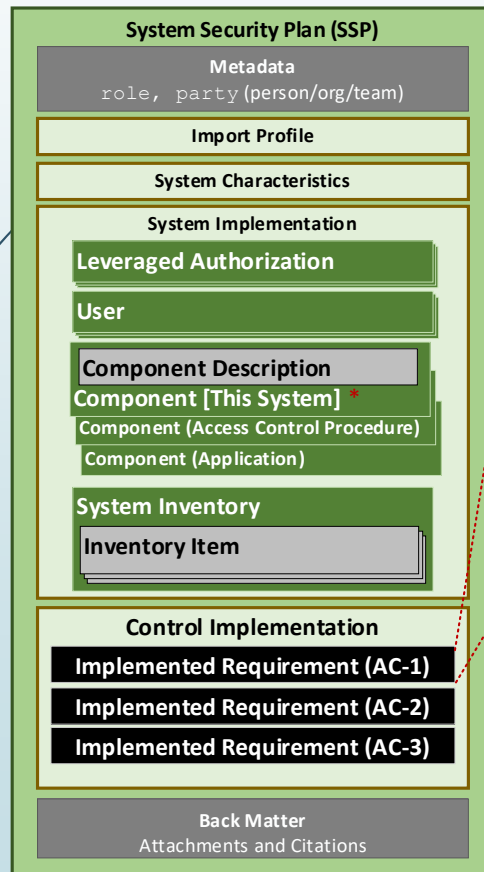 System Security Plan (SSP)
Metadata
role, party (person/org/team)
Import Profile
System Characteristics
System Implementation
Leveraged Authorization
User
Component Description
Component [This System] *
Component (Access Control Procedure)
Component (Application)
System Inventory
Inventory Item
Control Implementation
Implemented Requirement (AC-1)
Implemented Requirement (AC-2)
Implemented Requirement (AC-3)
Back Matter
Attachments and Citations